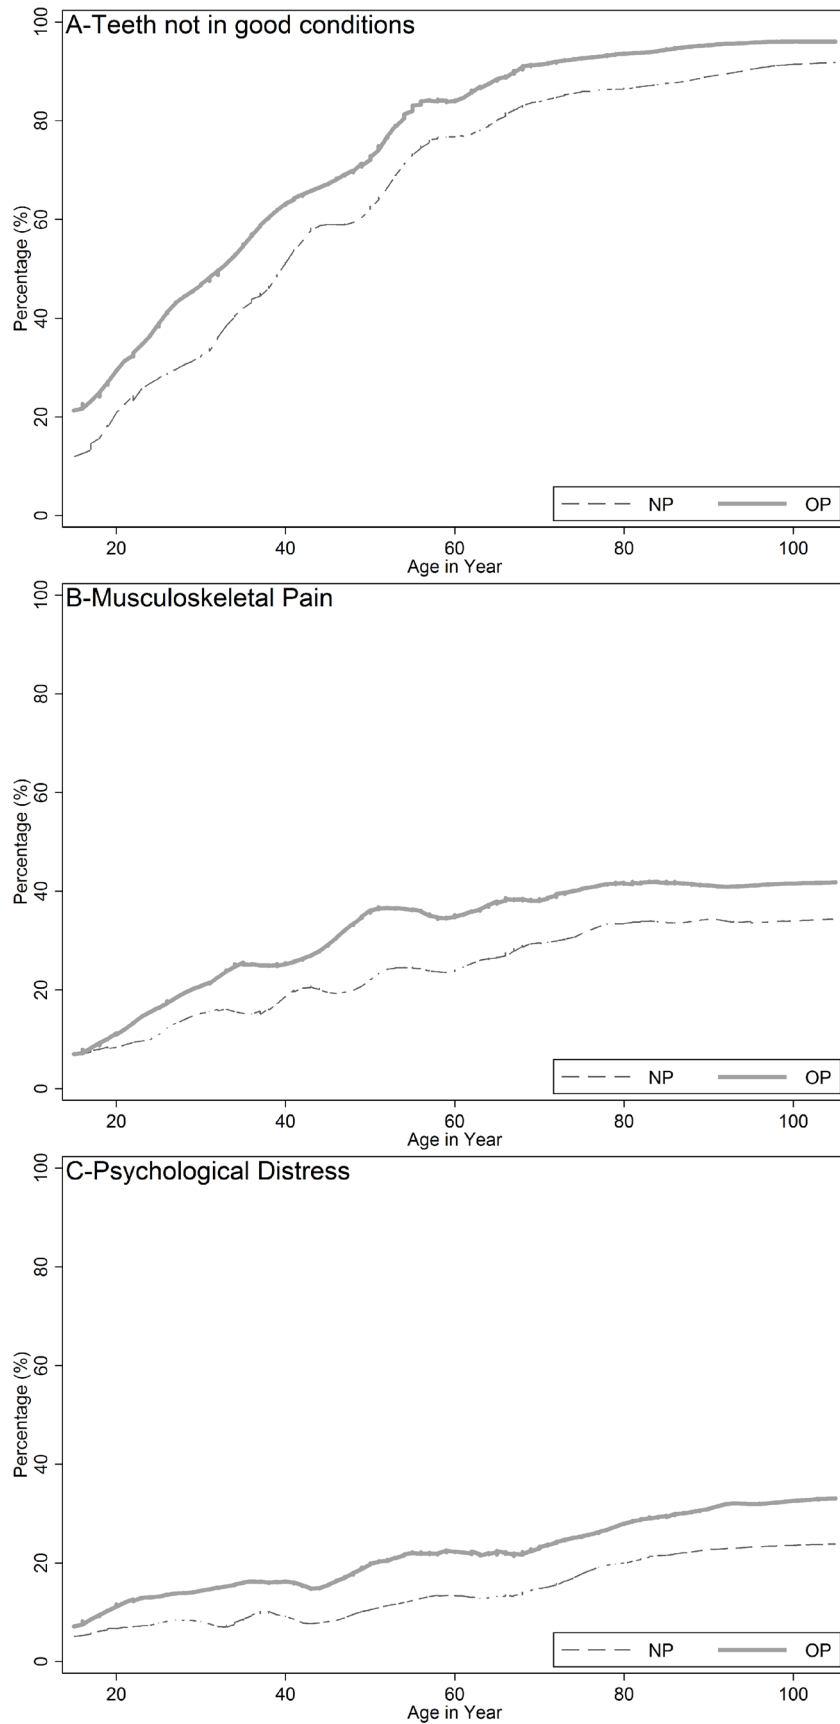 A-Teeth not in good conditions
Percentage (%)
100
80
60
40
20
0
NP OP
20 40 60 80 100
Age in Year
B-Musculoskeletal Pain
Percentage (%)
100
80
60
40
20
0
NP OP
20 40 60 80 100
Age in Year
C-Psychological Distress
Percentage (%)
100
80
60
40
20
0
NP OP
20 40 60 80 100
Age in Year